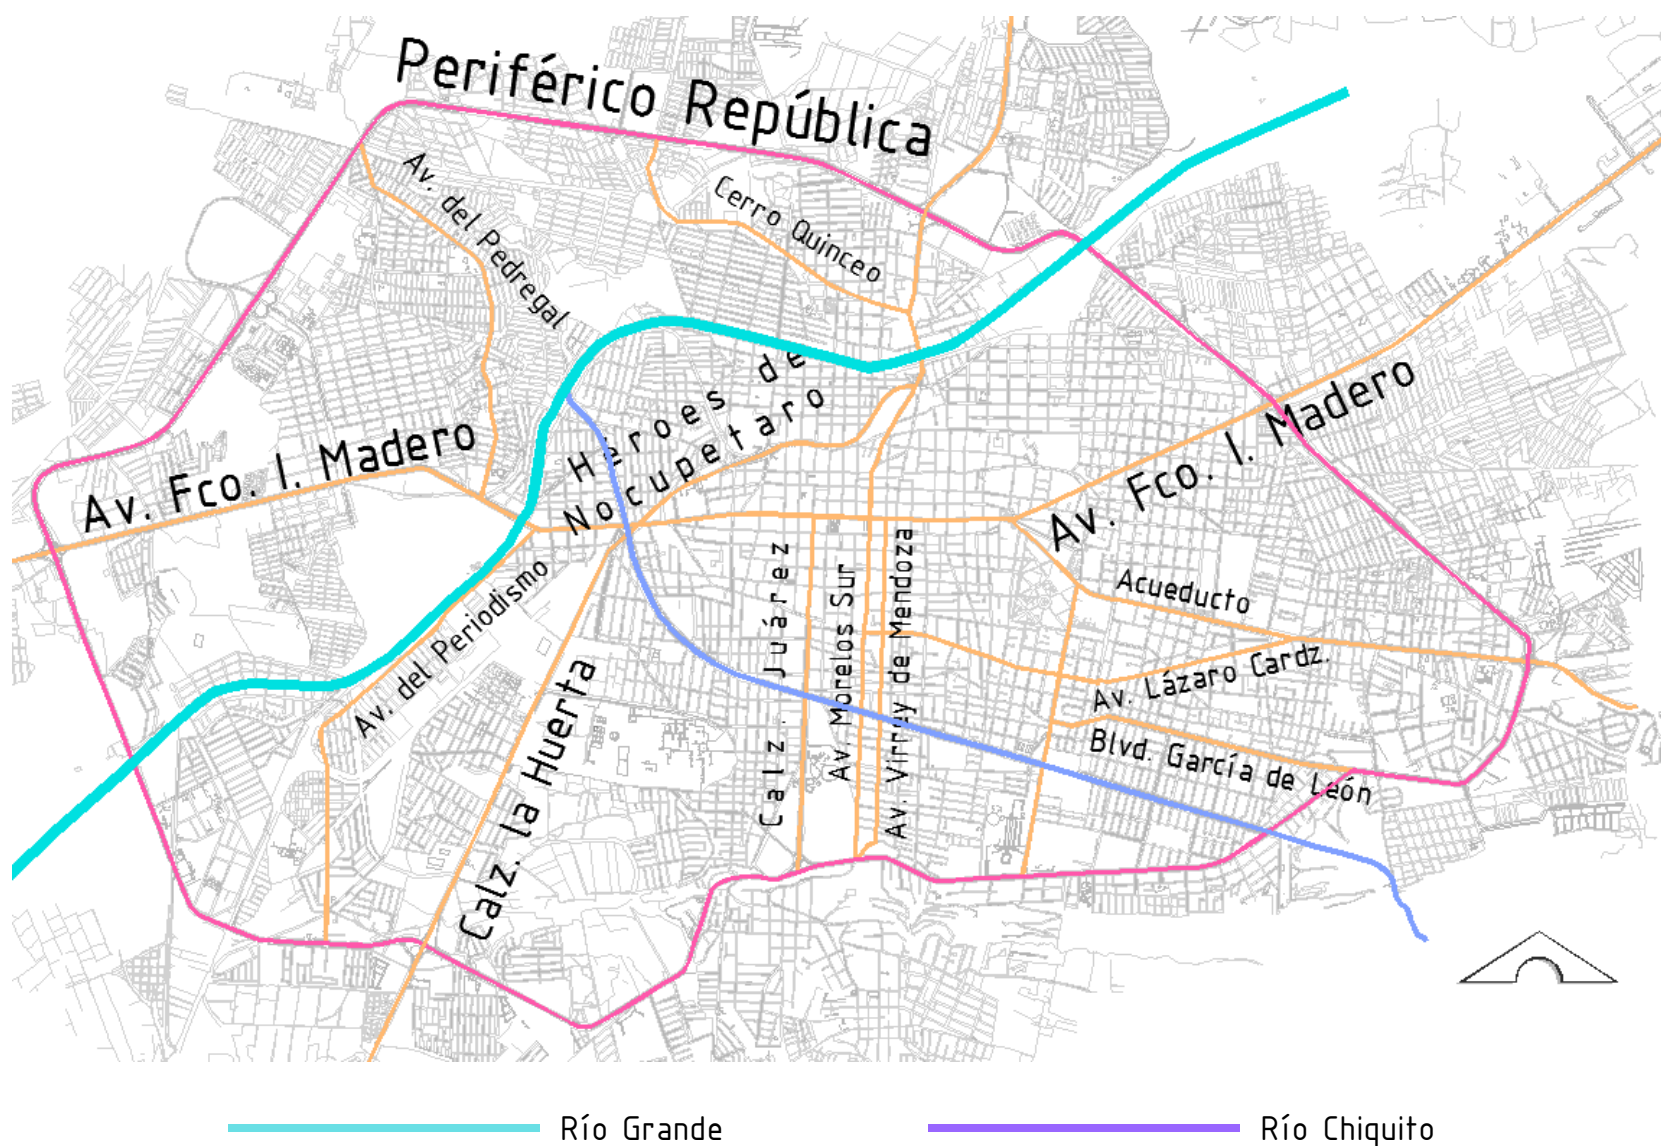 Periférico República
Av. del Pedregal
Cerro Quinceo
Heroes de
Nocupetaro
Av. Fco. I. Madero
Av. Fco. I. Madero
Av. del Periodismo
Calz. la Huerta
Calz. Juárez
Av. Morelos Sur
Av. Virrey de Mendoza
Acueducto
Av. Lázaro Cardz.
Blvd. García de León
Río Grande
Río Chiquito